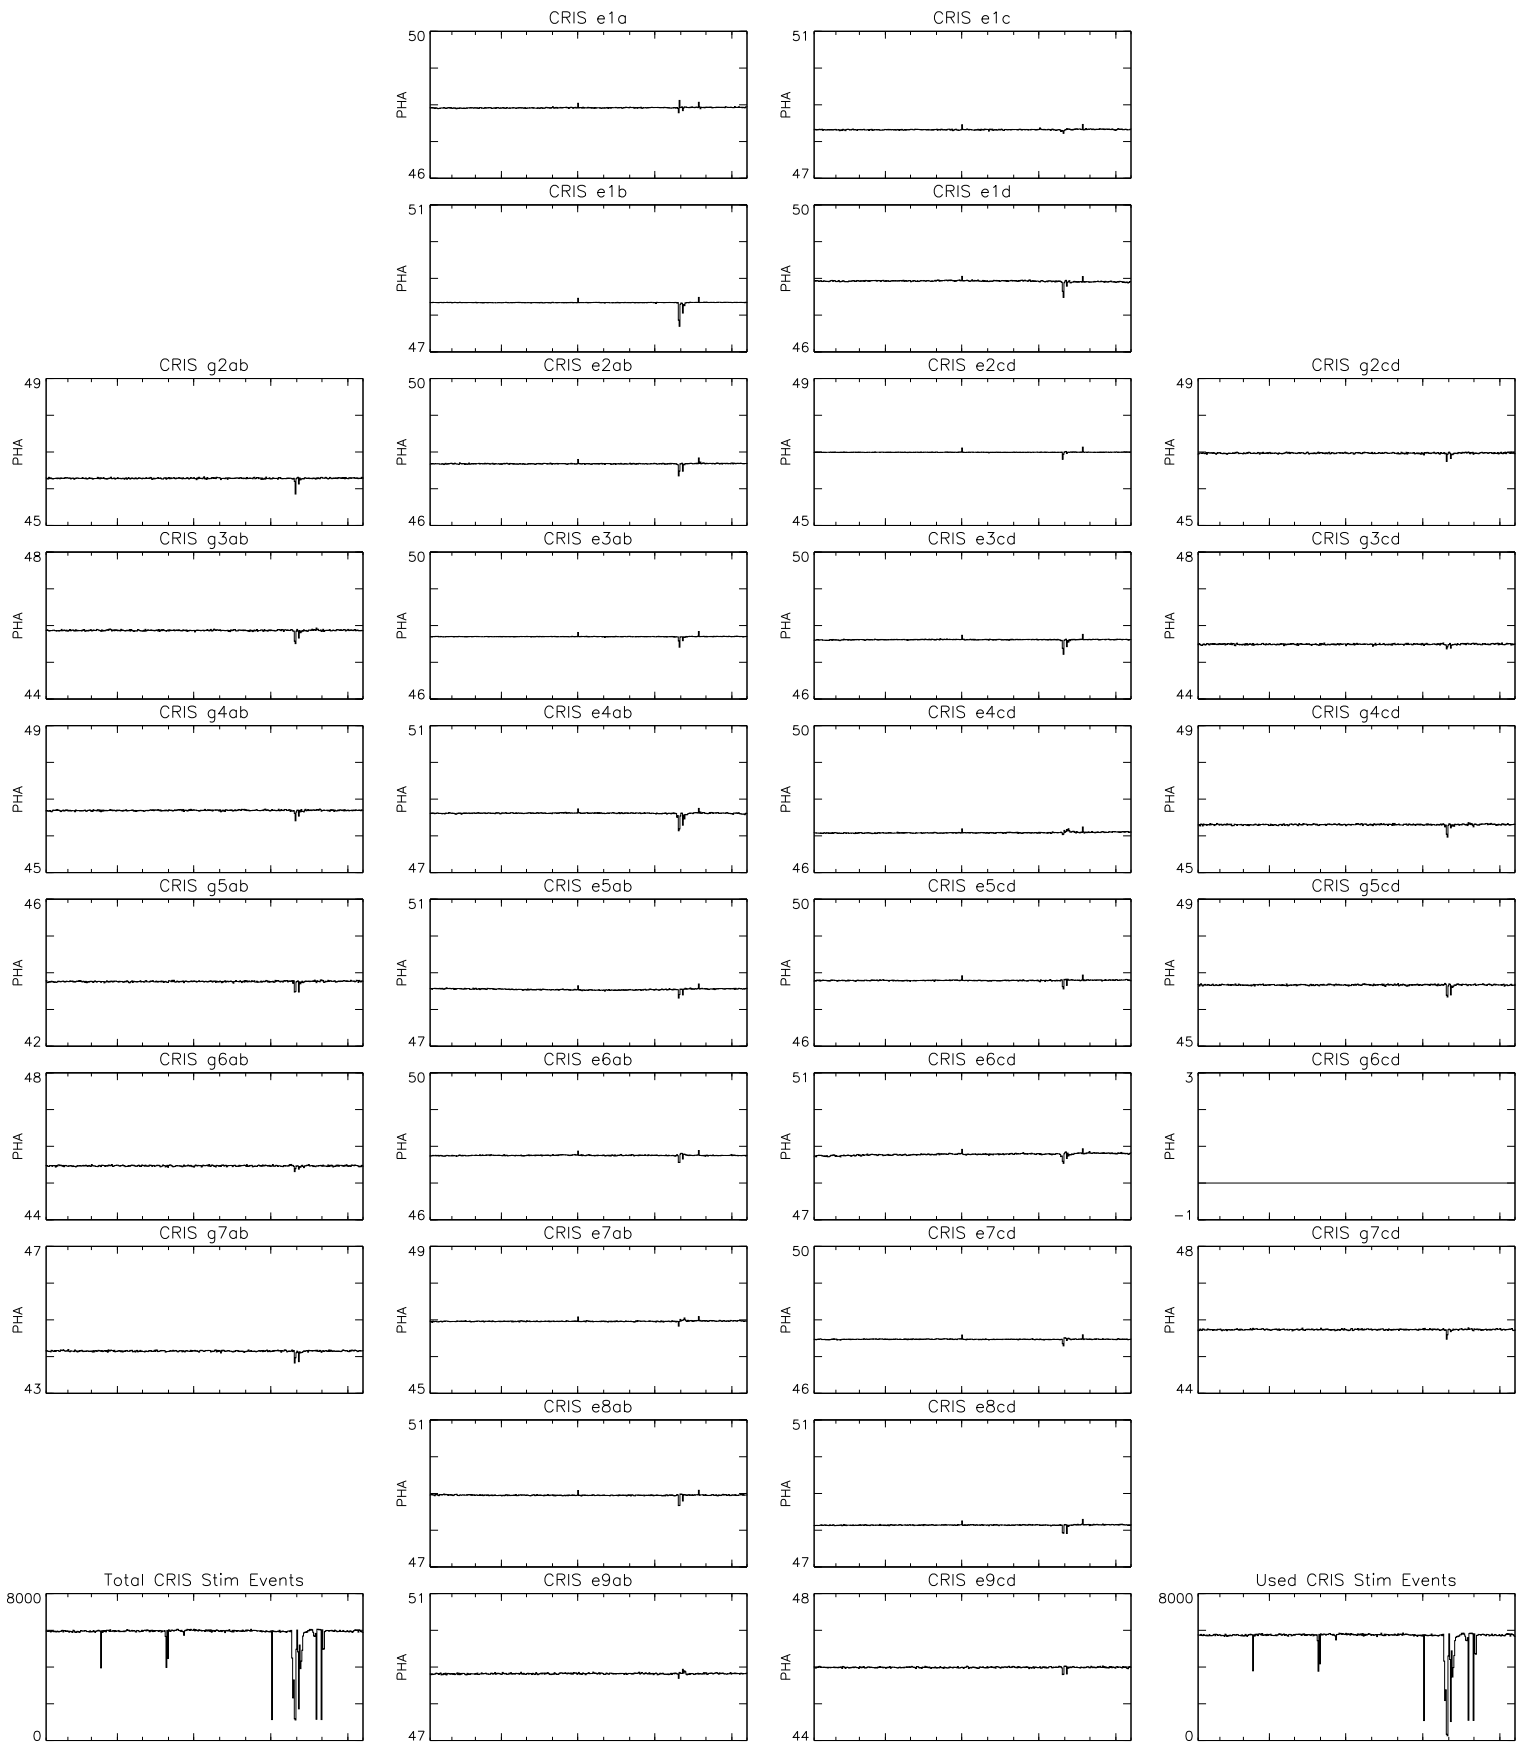 CRIS e1a
CRIS e1c
50
PHA
46
51
PHA
47
CRIS e1b
CRIS e1d
51
PHA
47
50
PHA
46
CRIS g2ab
CRIS e2ab
CRIS e2cd
CRIS g2cd
49
PHA
45
50
PHA
46
49
PHA
45
49
PHA
45
CRIS g3ab
CRIS e3ab
CRIS e3cd
CRIS g3cd
48
PHA
44
50
PHA
46
50
PHA
46
48
PHA
44
CRIS g4ab
CRIS e4ab
CRIS e4cd
CRIS g4cd
49
PHA
45
51
PHA
47
50
PHA
46
49
PHA
45
CRIS g5ab
CRIS e5ab
CRIS e5cd
CRIS g5cd
46
PHA
42
51
PHA
47
50
PHA
46
49
PHA
45
CRIS g6ab
CRIS e6ab
CRIS e6cd
CRIS g6cd
48
PHA
44
50
PHA
46
51
PHA
47
3
PHA
-1
CRIS g7ab
CRIS e7ab
CRIS e7cd
CRIS g7cd
47
PHA
43
49
PHA
45
50
PHA
46
48
PHA
44
CRIS e8ab
CRIS e8cd
51
PHA
47
51
PHA
47
Total CRIS Stim Events
CRIS e9ab
CRIS e9cd
Used CRIS Stim Events
8000
0
51
PHA
47
48
PHA
44
8000
0